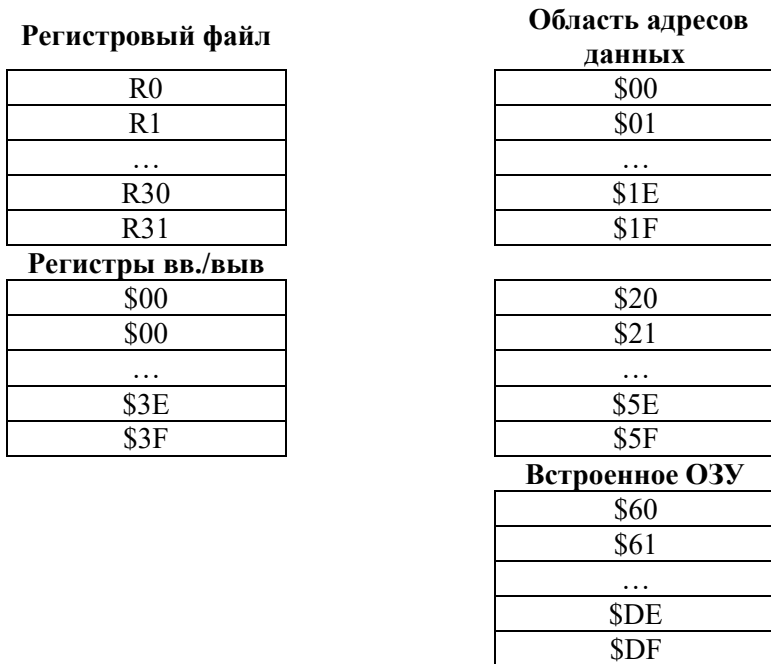 Регистровый файл
R0
R1
…
R30
R31
Регистры вв./выв
$00
$00
…
$3E
$3F
Область адресов
данных
$00
$01
…
$1E
$1F
$20
$21
…
$5E
$5F
Встроенное ОЗУ
$60
$61
…
$DE
$DF